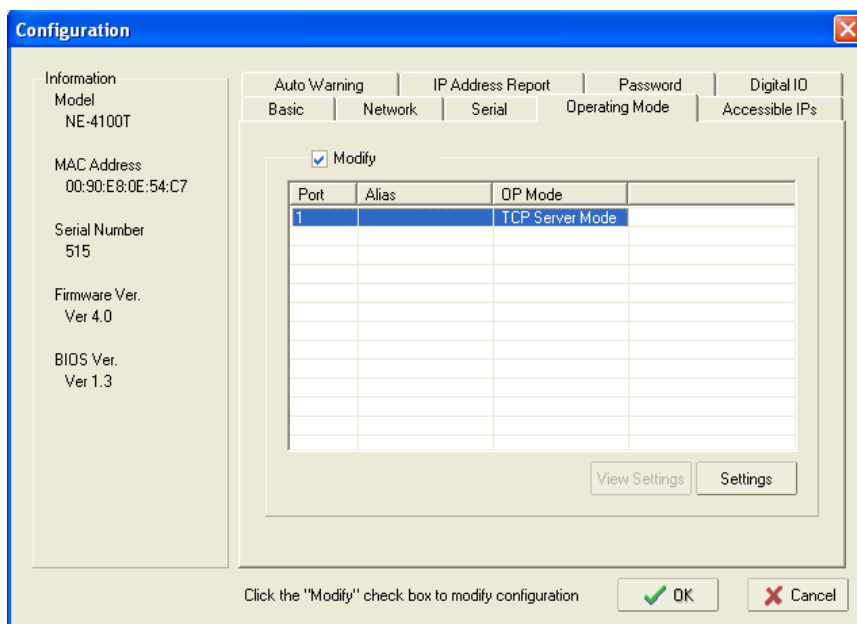 Configuration
Information
Model
NE-4100T
MAC Address
00:90:E8:0E:54:C7
Serial Number
515
Firmware Ver.
Ver 4.0
BIOS Ver.
Ver 1.3
Auto Warning IP Address Report Password Digital IO
Basic Network Serial Operating Mode Accessible IPs
Modify
Port Alias OP Mode
1 TCP Server Mode
View Settings Settings
Click the "Modify" check box to modify configuration OK Cancel